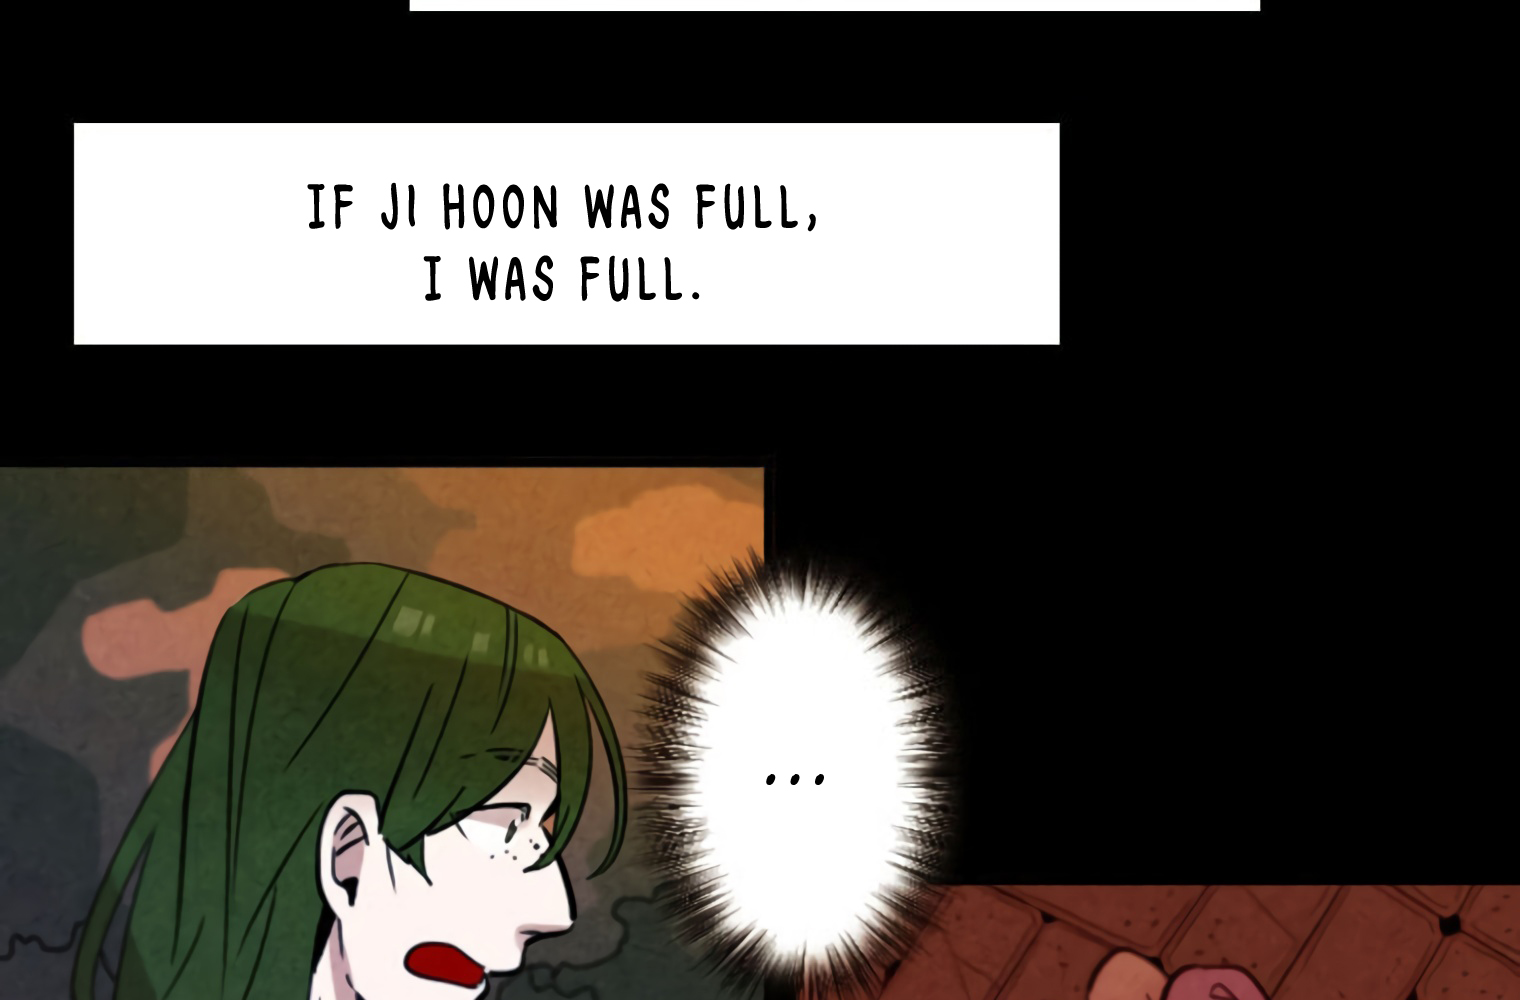 IF JI HOON WAS FULL,
I WAS FULL.
...